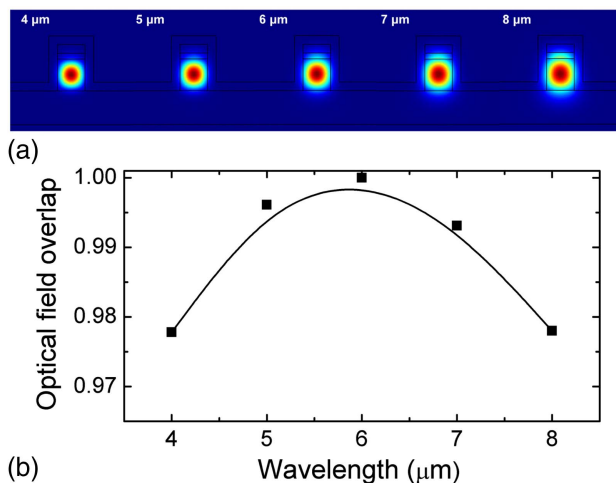 4 µm 5 µm 6 µm 7 µm 8 µm
(a)
1.00
0.99
0.98
0.97
Optical field overlap
4 5 6 7 8
Wavelength (µm)
(b)